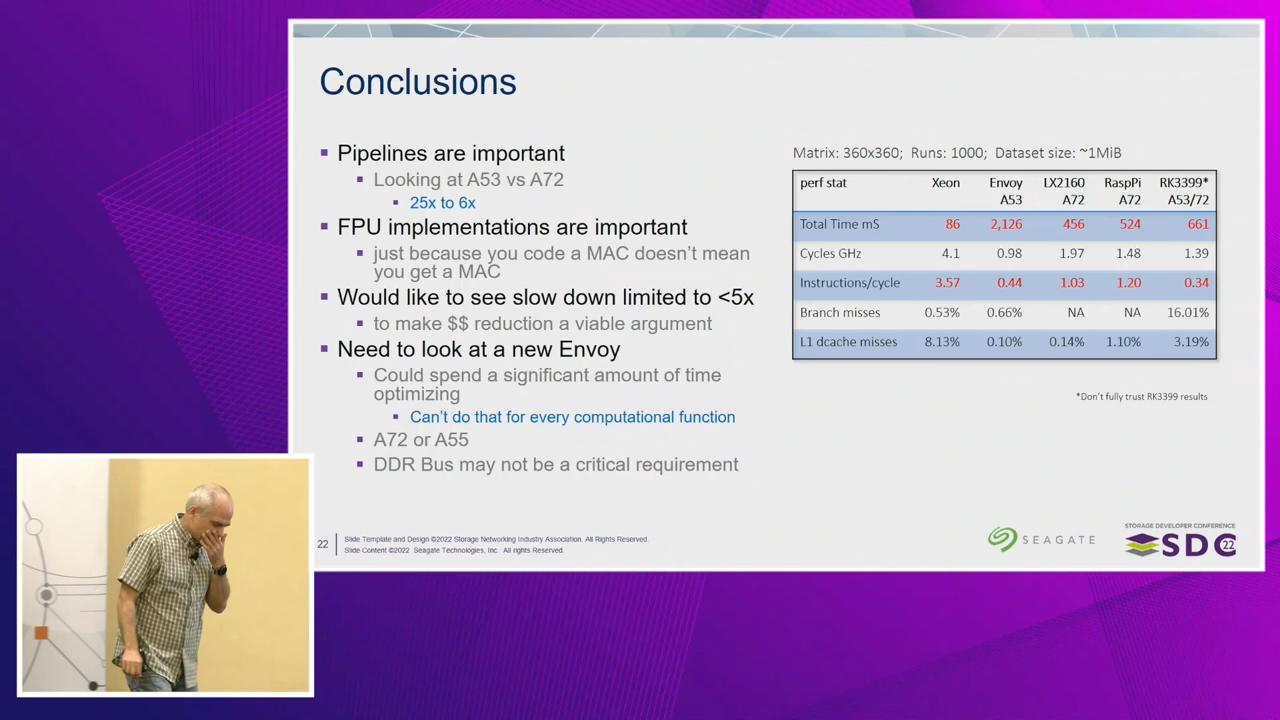 Conclusions
Pipelines are important
Looking at A53 vs A72
25x to 6x
FPU implementations are important
just because you code a MAC doesn't mean
you get a MAC
Would like to see slow down limited to <5x
to make $$ reduction a viable argument
Need to look at a new Envoy
Could spend a significant amount of time
optimizing
Can't do that for every computational function
A72 or A55
DDR Bus may not be a critical requirement
Matrix: 360x360; Runs: 1000; Dataset size: ~1MiB
perf stat Xeon Envoy A53 LX2160 A72 RaspPi A72 RK3399* A53/72
Total Time mS 86 2,126 456 524 661
Cycles GHz 4.1 0.98 1.97 1.48 1.39
Instructions/cycle 3.57 0.44 1.03 1.20 0.34
Branch misses 0.53% 0.66% NA NA 16.01%
L1 dcache misses 8.13% 0.10% 0.14% 1.10% 3.19%
*Don't fully trust RK3399 results
22
Slide Template and Design ©2022 Storage Networking Industry Association. All Rights Reserved.
Slide Content ©2022 Seagate Technologies, Inc All rights Reserved.
SEAGATE
STORAGE DEVELOPER CONFERENCE
SDC 22